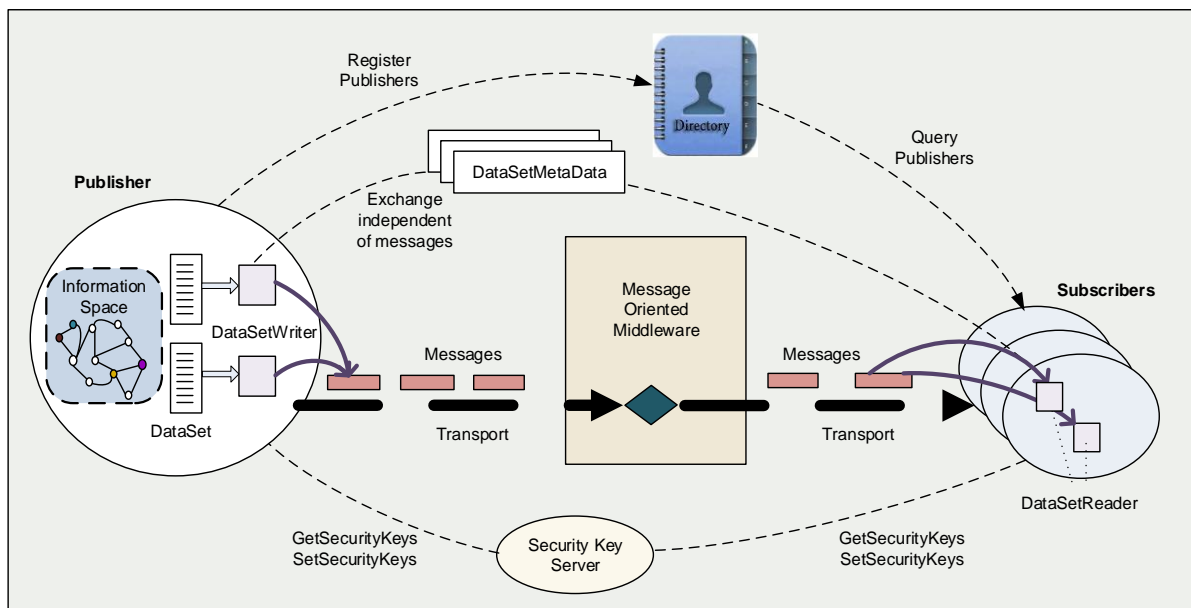 Register
Publishers
Directory
Query
Publishers
DataSetMetaData
Publisher
Exchange
independent
of messages
Information
Space
Message
Oriented
Middleware
Subscribers
DataSetWriter
Messages
Messages
DataSet
Transport
Transport
DataSetReader
GetSecurityKeys
SetSecurityKeys
Security Key
Server
GetSecurityKeys
SetSecurityKeys